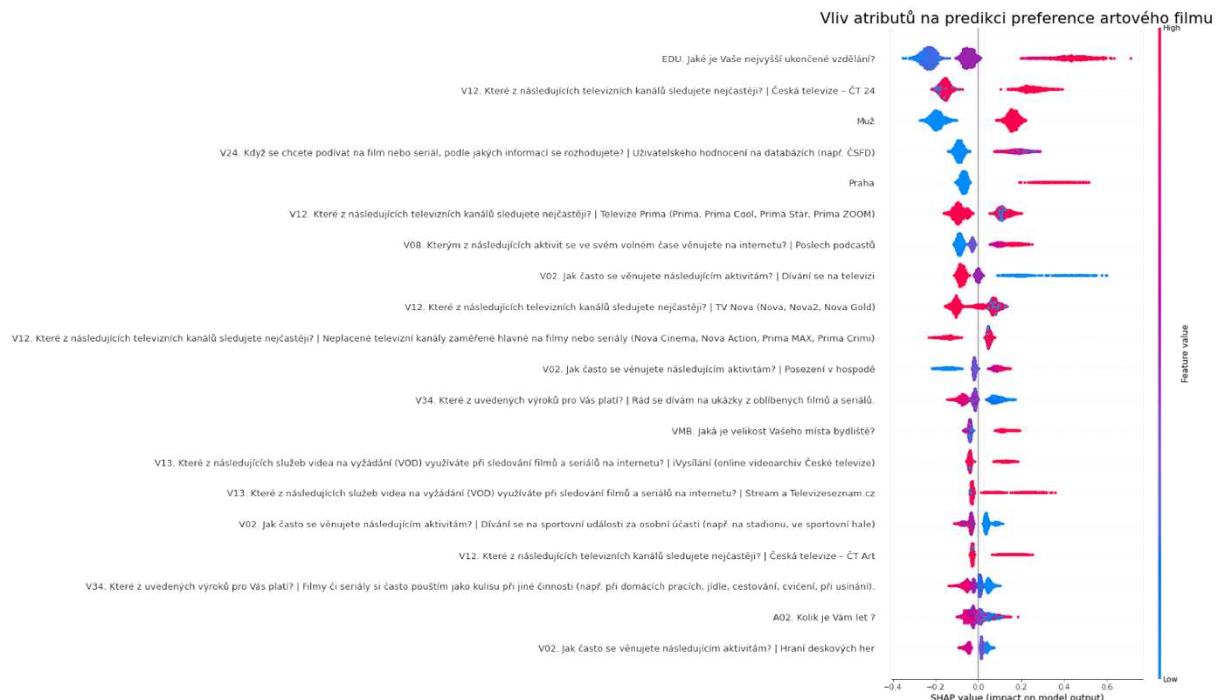 Vliv atributů na predikci preference artového filmu
High
EDU. Jaké je Vaše nejvyšší ukončené vzdělání?
V12. Které z následujících televizních kanálů sledujete nejčastěji? | Česká televize – ČT 24
Muž
V24. Když se chcete podívat na film nebo seriál, podle jakých informací se rozhodujete? | Uživatelského hodnocení na databázích (např. ČSFD)
Praha
V12. Které z následujících televizních kanálů sledujete nejčastěji? | Televize Prima (Prima, Prima Cool, Prima Star, Prima ZOOM)
V08. Kterým z následujících aktivit se ve svém volném čase věnujete na internetu? | Poslech podcastů
V02. Jak často se věnujete následujícím aktivitám? | Dívání se na televizi
V12. Které z následujících televizních kanálů sledujete nejčastěji? | TV Nova (Nova, Nova2, Nova Gold)
V12. Které z následujících televizních kanálů sledujete nejčastěji? | Neplacené televizní kanály zaměřené hlavně na filmy nebo seriály (Nova Cinema, Nova Action, Prima MAX, Prima Crimi)
V02. Jak často se věnujete následujícím aktivitám? | Posezení v hospodě
V34. Které z uvedených výroků pro Vás platí? | Rád se dívám na ukázky z oblíbených filmů a seriálů.
VMB. Jaká je velikost Vašeho místa bydliště?
V13. Které z následujících služeb videa na vyžádání (VOD) využíváte při sledování filmů a seriálů na internetu? | iVysílání (online videoarchiv České televize)
V13. Které z následujících služeb videa na vyžádání (VOD) využíváte při sledování filmů a seriálů na internetu? | Stream a Televizeseznam.cz
V02. Jak často se věnujete následujícím aktivitám? | Dívání se na sportovní události za osobní účasti (např. na stadionu, ve sportovní hale)
V12. Které z následujících televizních kanálů sledujete nejčastěji? | Česká televize – ČT Art
V34. Které z uvedených výroků pro Vás platí? | Filmy či seriály si často pouštím jako kulisu při jiné činnosti (např. při domácích pracích, jídle, cestování, cvičení, při usínání).
A02. Kolik je Vám let ?
V02. Jak často se věnujete následujícím aktivitám? | Hraní deskových her
Feature value
Low
−0.4 −0.2 0.0 0.2 0.4 0.6
SHAP value (impact on model output)